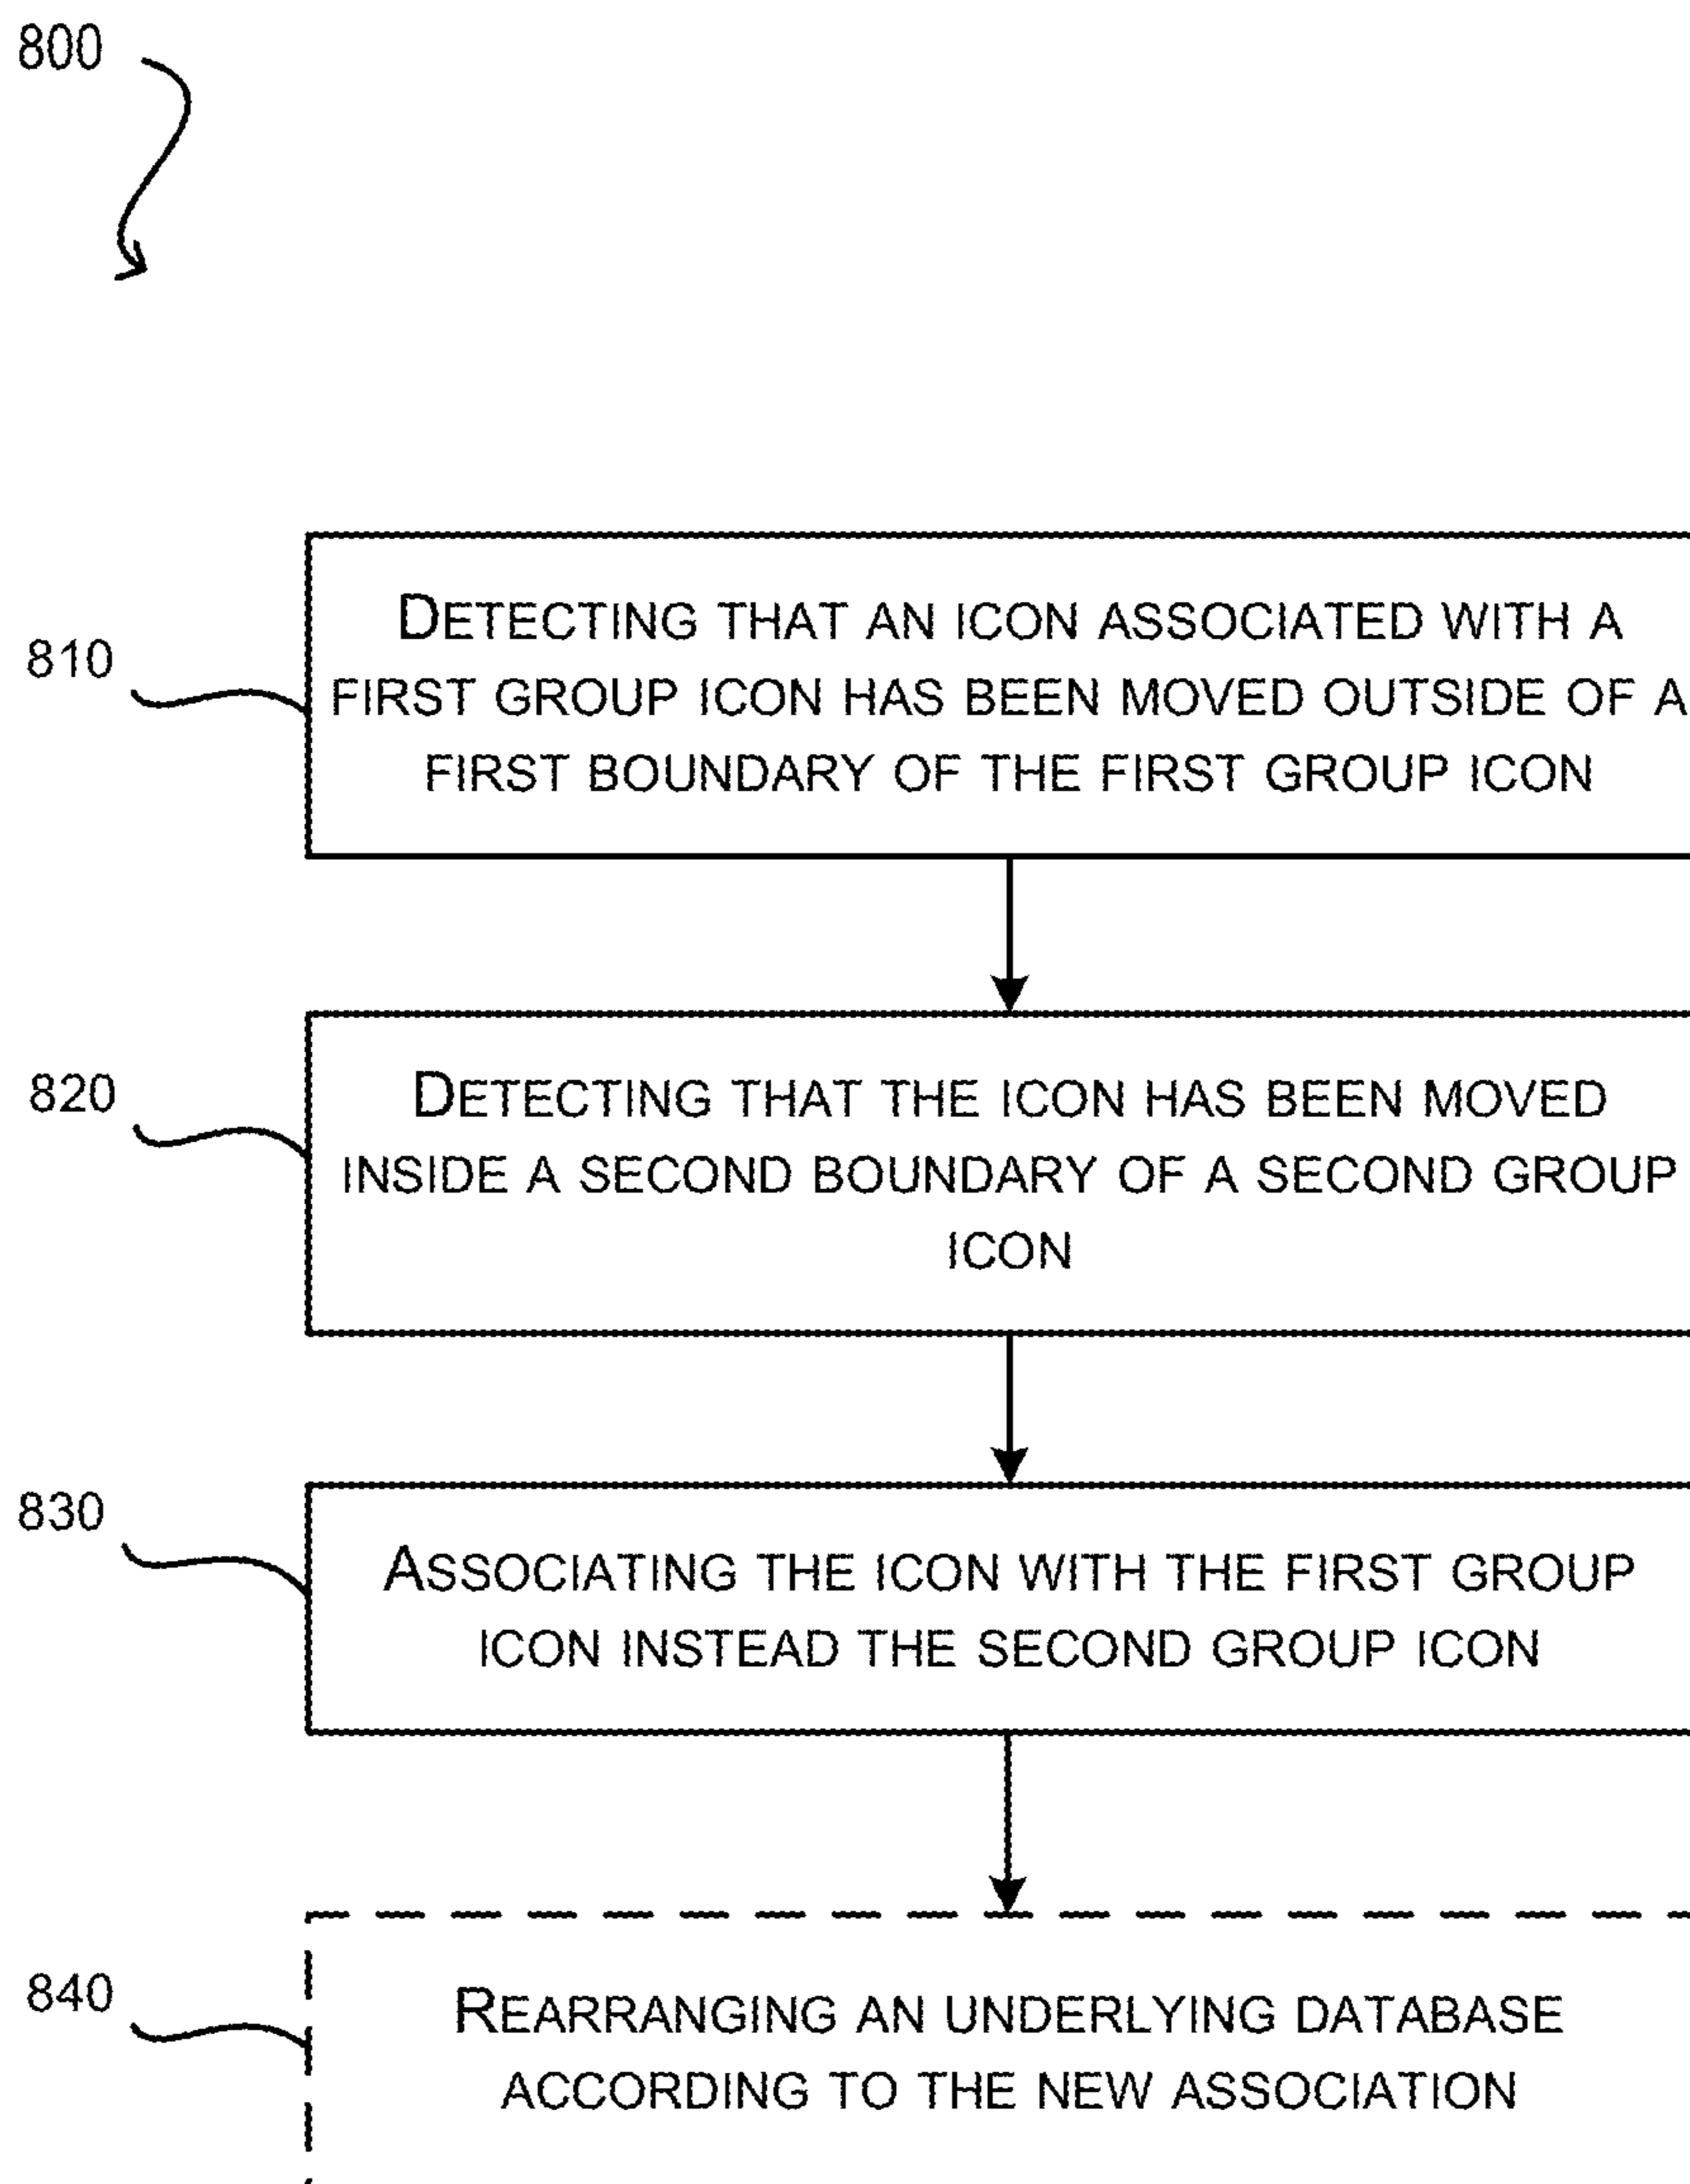 800
810
DETECTING THAT AN ICON ASSOCIATED WITH A
FIRST GROUP ICON HAS BEEN MOVED OUTSIDE OF A
FIRST BOUNDARY OF THE FIRST GROUP ICON
820
DETECTING THAT THE ICON HAS BEEN MOVED
INSIDE A SECOND BOUNDARY OF A SECOND GROUP
ICON
830
ASSOCIATING THE ICON WITH THE FIRST GROUP
ICON INSTEAD THE SECOND GROUP ICON
840
REARRANGING AN UNDERLYING DATABASE
ACCORDING TO THE NEW ASSOCIATION